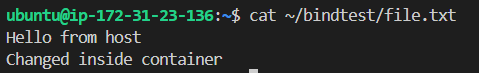 ubuntu@ip-172-31-23-136:~$ cat ~/bindtest/file.txt
Hello from host
Changed inside container